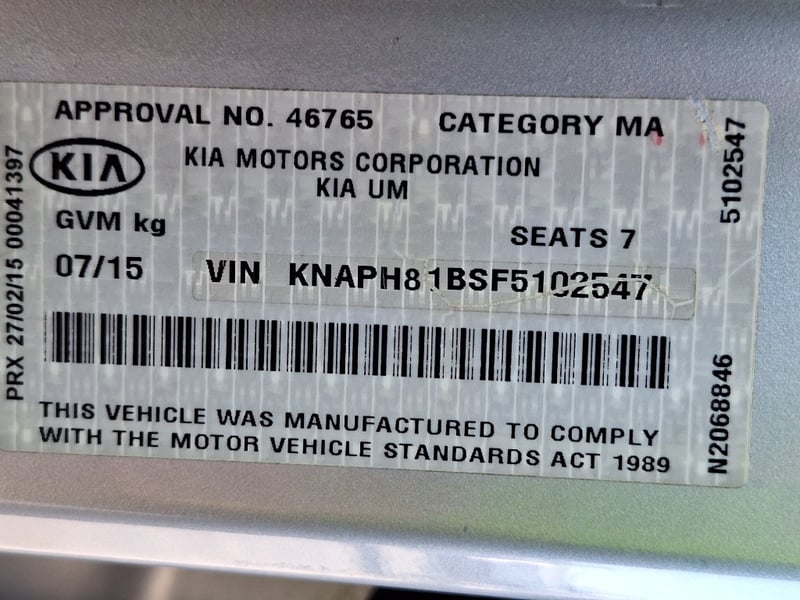 APPROVAL NO. 46765 CATEGORY MA
KIA
KIA MOTORS CORPORATION
KIA UM
GVM kg
SEATS 7
07/15
VIN KNAPH81BSF5102547
THIS VEHICLE WAS MANUFACTURED TO COMPLY
WITH THE MOTOR VEHICLE STANDARDS ACT 1989
PRX 27/02/15 00041397
5102547
N2068846